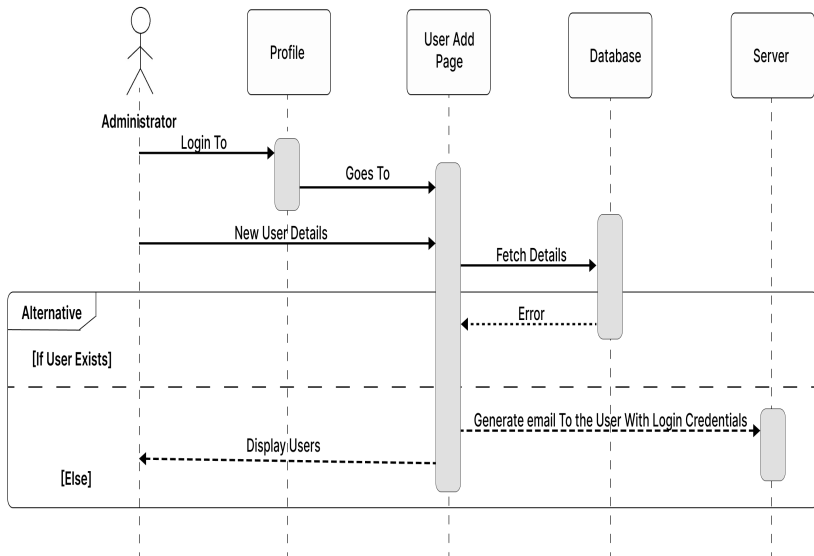 Profile
User Add
Page
Database
Server
Administrator
Login To
Goes To
New User Details
Fetch Details
Alternative
Error
[If User Exists]
Generate email To the User With Login Credentials
Display Users
[Else]